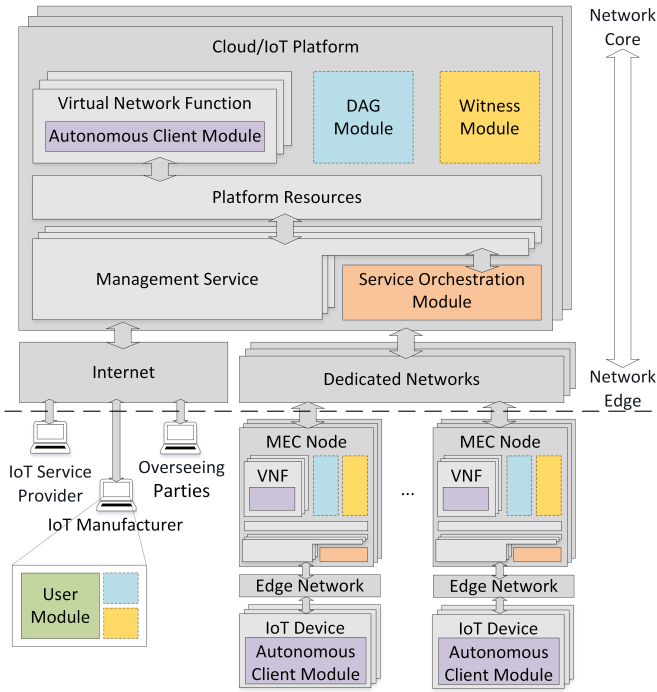 Network
Core
Cloud/IoT Platform
Virtual Network Function
Autonomous Client Module
DAG
Module
Witness
Module
Platform Resources
Management Service
Service Orchestration
Module
Internet
Dedicated Networks
Network
Edge
IoT Service
Provider
Overseeing
Parties
IoT Manufacturer
User
Module
MEC Node
VNF
...
MEC Node
VNF
Edge Network
Edge Network
IoT Device
Autonomous
Client Module
IoT Device
Autonomous
Client Module